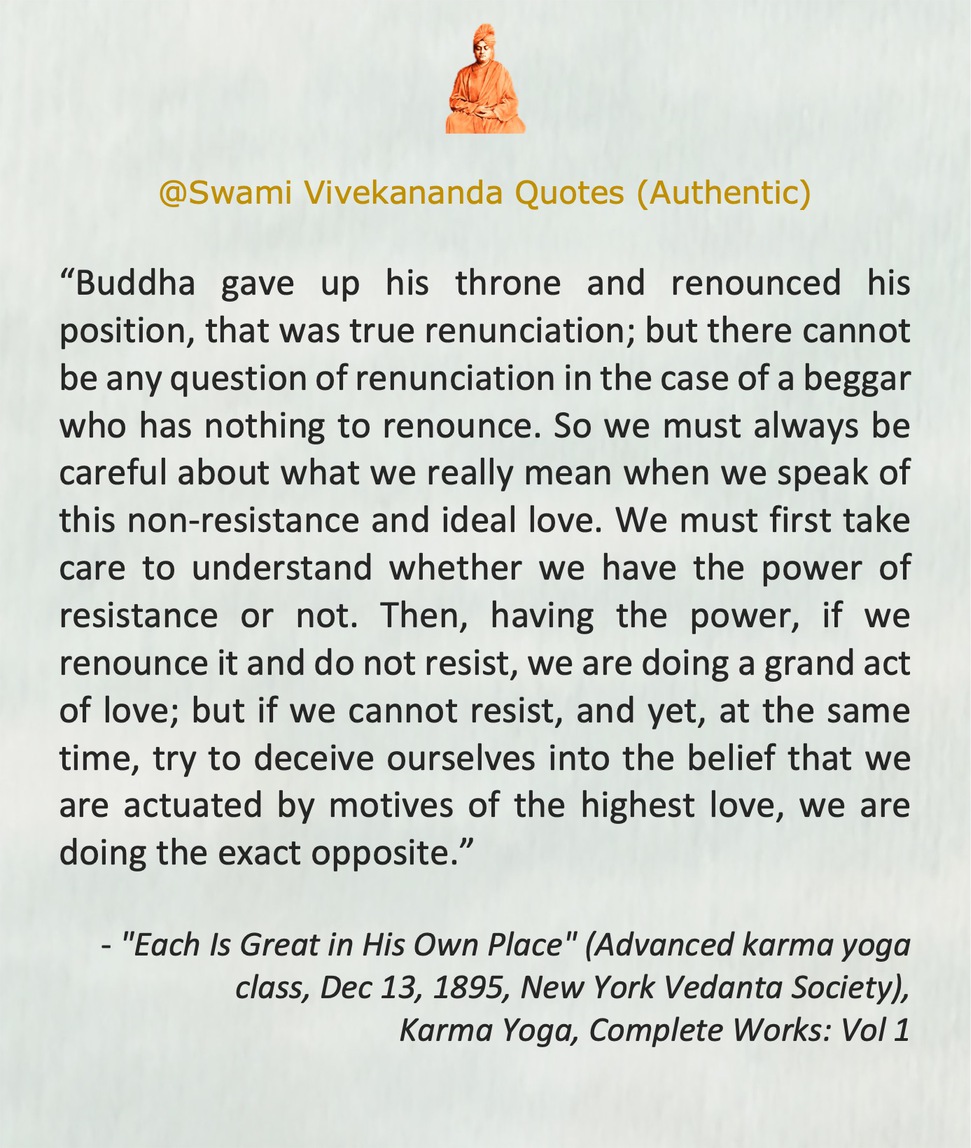 @Swami Vivekananda Quotes (Authentic)
“Buddha gave up his throne and renounced his
position, that was true renunciation; but there cannot
be any question of renunciation in the case of a beggar
who has nothing to renounce. So we must always be
careful about what we really mean when we speak of
this non-resistance and ideal love. We must first take
care to understand whether we have the power of
resistance or not. Then, having the power, if we
renounce it and do not resist, we are doing a grand act
of love; but if we cannot resist, and yet, at the same
time, try to deceive ourselves into the belief that we
are actuated by motives of the highest love, we are
doing the exact opposite.”
- "Each Is Great in His Own Place" (Advanced karma yoga
class, Dec 13, 1895, New York Vedanta Society),
Karma Yoga, Complete Works: Vol 1